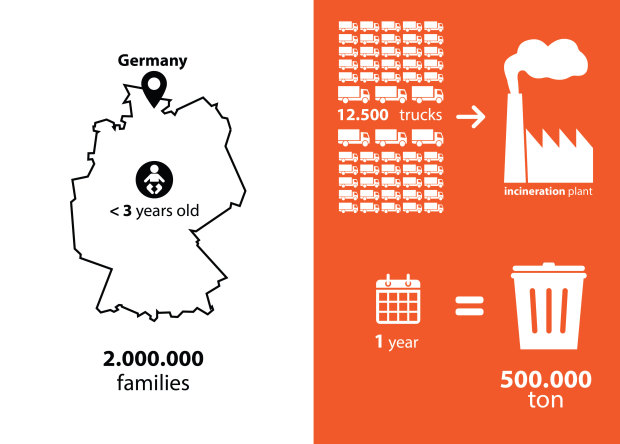 Germany
< 3 years old
2.000.000
families
12.500 trucks
incineration plant
1 year
=
500.000
ton